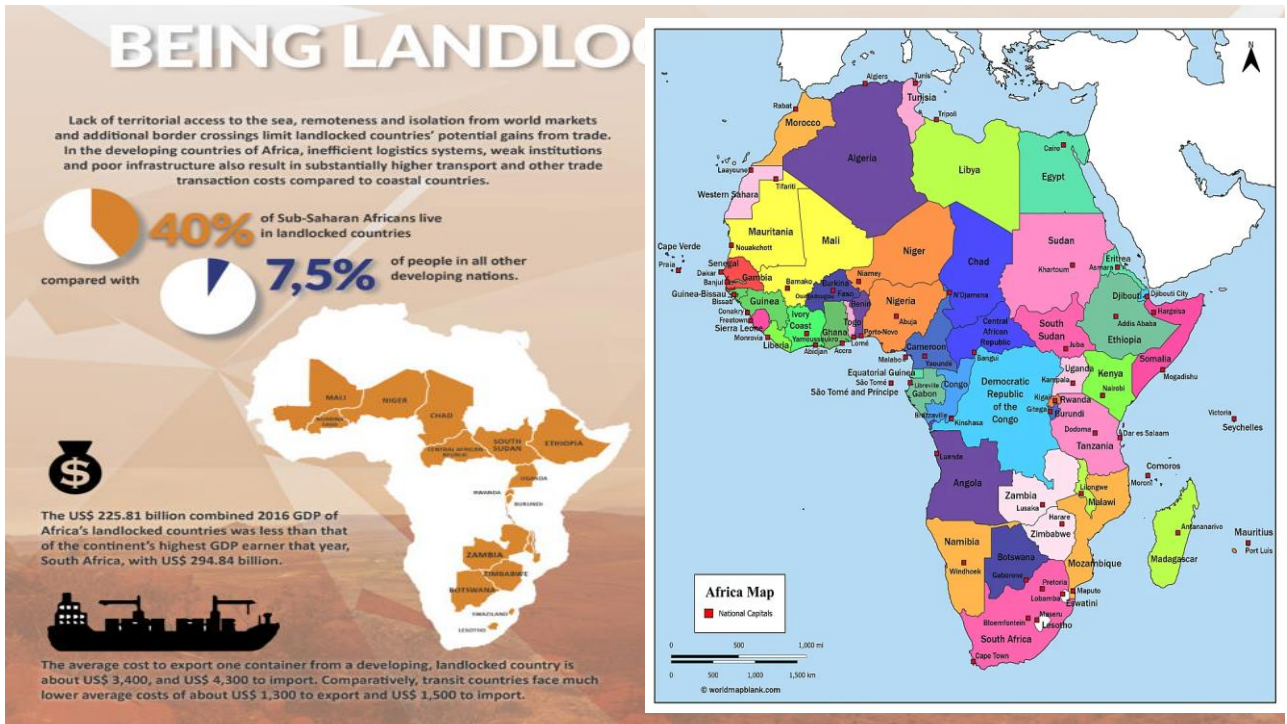 BEING LANDLOC
Lack of territorial access to the sea, remoteness and isolation from world markets
and additional border crossings limit landlocked countries' potential gains from trade.
In the developing countries of Africa, inefficient logistics systems, weak institutions
and poor infrastructure also result in substantially higher transport and other trade
transaction costs compared to coastal countries.
40%
of Sub-Saharan Africans live
in landlocked countries
compared with
7,5%
of people in all other
developing nations.
MALI
NIGER
CHAD
BURKINA
FASO
CENTRAL AFRICAN
REPUBLIC
SOUTH
SUDAN
ETHIOPIA
UGANDA
RWANDA
BURUNDI
ZAMBIA
ZIMBABWE
BOTSWANA
SWAZILAND
LESOTHO
The US$ 225.81 billion combined 2016 GDP of
Africa's landlocked countries was less than that
of the continent's highest GDP earner that year,
South Africa, with US$ 294.84 billion.
$
The average cost to export one container from a developing, landlocked country is
about US$ 3,400, and US$ 4,300 to import. Comparatively, transit countries face much
lower average costs of about US$ 1,300 to export and US$ 1,500 to import.
N
Algiers
Tunis
Tunisia
Rabat
Morocco
Tripoli
Algeria
Libya
Cairo
Egypt
Laayoune
Tifariti
Western Sahara
Mauritania
Nouakchott
Mali
Niger
Chad
Sudan
Khartoum
Eritrea
Asmara
Cape Verde
Praia
Senegal
Dakar
Gambia
Banjul
Guinea-Bissau
Bissau
Bamako
Burkina
Faso
Ouagadougou
Niamey
N'Djamena
Djibouti
Djibouti City
Hargeisa
Guinea
Conakry
Freetown
Sierra Leone
Monrovia
Liberia
Ivory
Coast
Yamoussoukro
Abidjan
Ghana
Accra
Togo
Lomé
Benin
Porto-Novo
Nigeria
Abuja
Addis Ababa
Ethiopia
Central
African
Republic
Bangui
South
Sudan
Juba
Somalia
Mogadishu
Malabo
Cameroon
Yaounde
Equatorial Guinea
São Tomé
São Tomé and Príncipe
Libreville
Gabon
Congo
Brazzaville
Kinshasa
Democratic
Republic
of the
Congo
Uganda
Kampala
Kenya
Nairobi
Kigali
Rwanda
Gitega
Burundi
Dodoma
Dar es Salaam
Tanzania
Victoria
Seychelles
Luanda
Angola
Zambia
Lusaka
Lilongwe
Malawi
Comoros
Moroni
Harare
Zimbabwe
Mozambique
Antananarivo
Madagascar
Mauritius
Port Luis
Namibia
Windhoek
Botswana
Gaborone
Pretoria
Lobamba
Maputo
Eswatini
Maseru
Lesotho
Bloemfontein
South Africa
Cape Town
Africa Map
National Capitals
0 500 1,000 mi
0 500 1,000 1,500 km
© worldmapblank.com